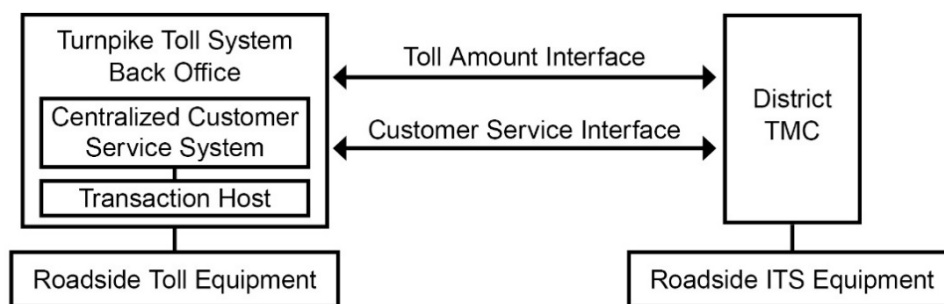 Turnpike Toll System
Back Office
Centralized Customer
Service System
Transaction Host
Roadside Toll Equipment
Toll Amount Interface
Customer Service Interface
District
TMC
Roadside ITS Equipment